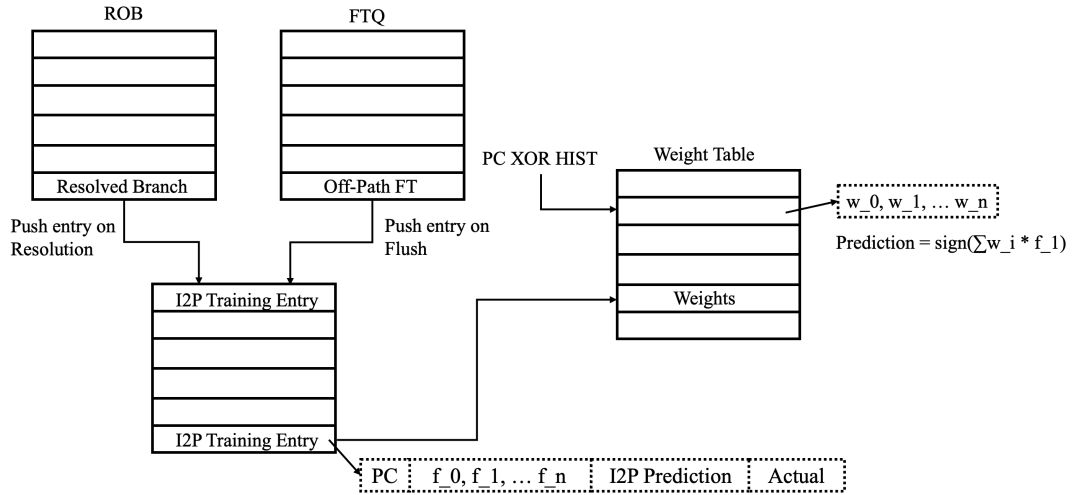 ROB
FTQ
Resolved Branch
Off-Path FT
Push entry on
Resolution
Push entry on
Flush
PC XOR HIST
Weight Table
w_0, w_1, … w_n
Prediction = sign(∑w_i * f_1)
Weights
I2P Training Entry
I2P Training Entry
PC
f_0, f_1, … f_n
I2P Prediction
Actual